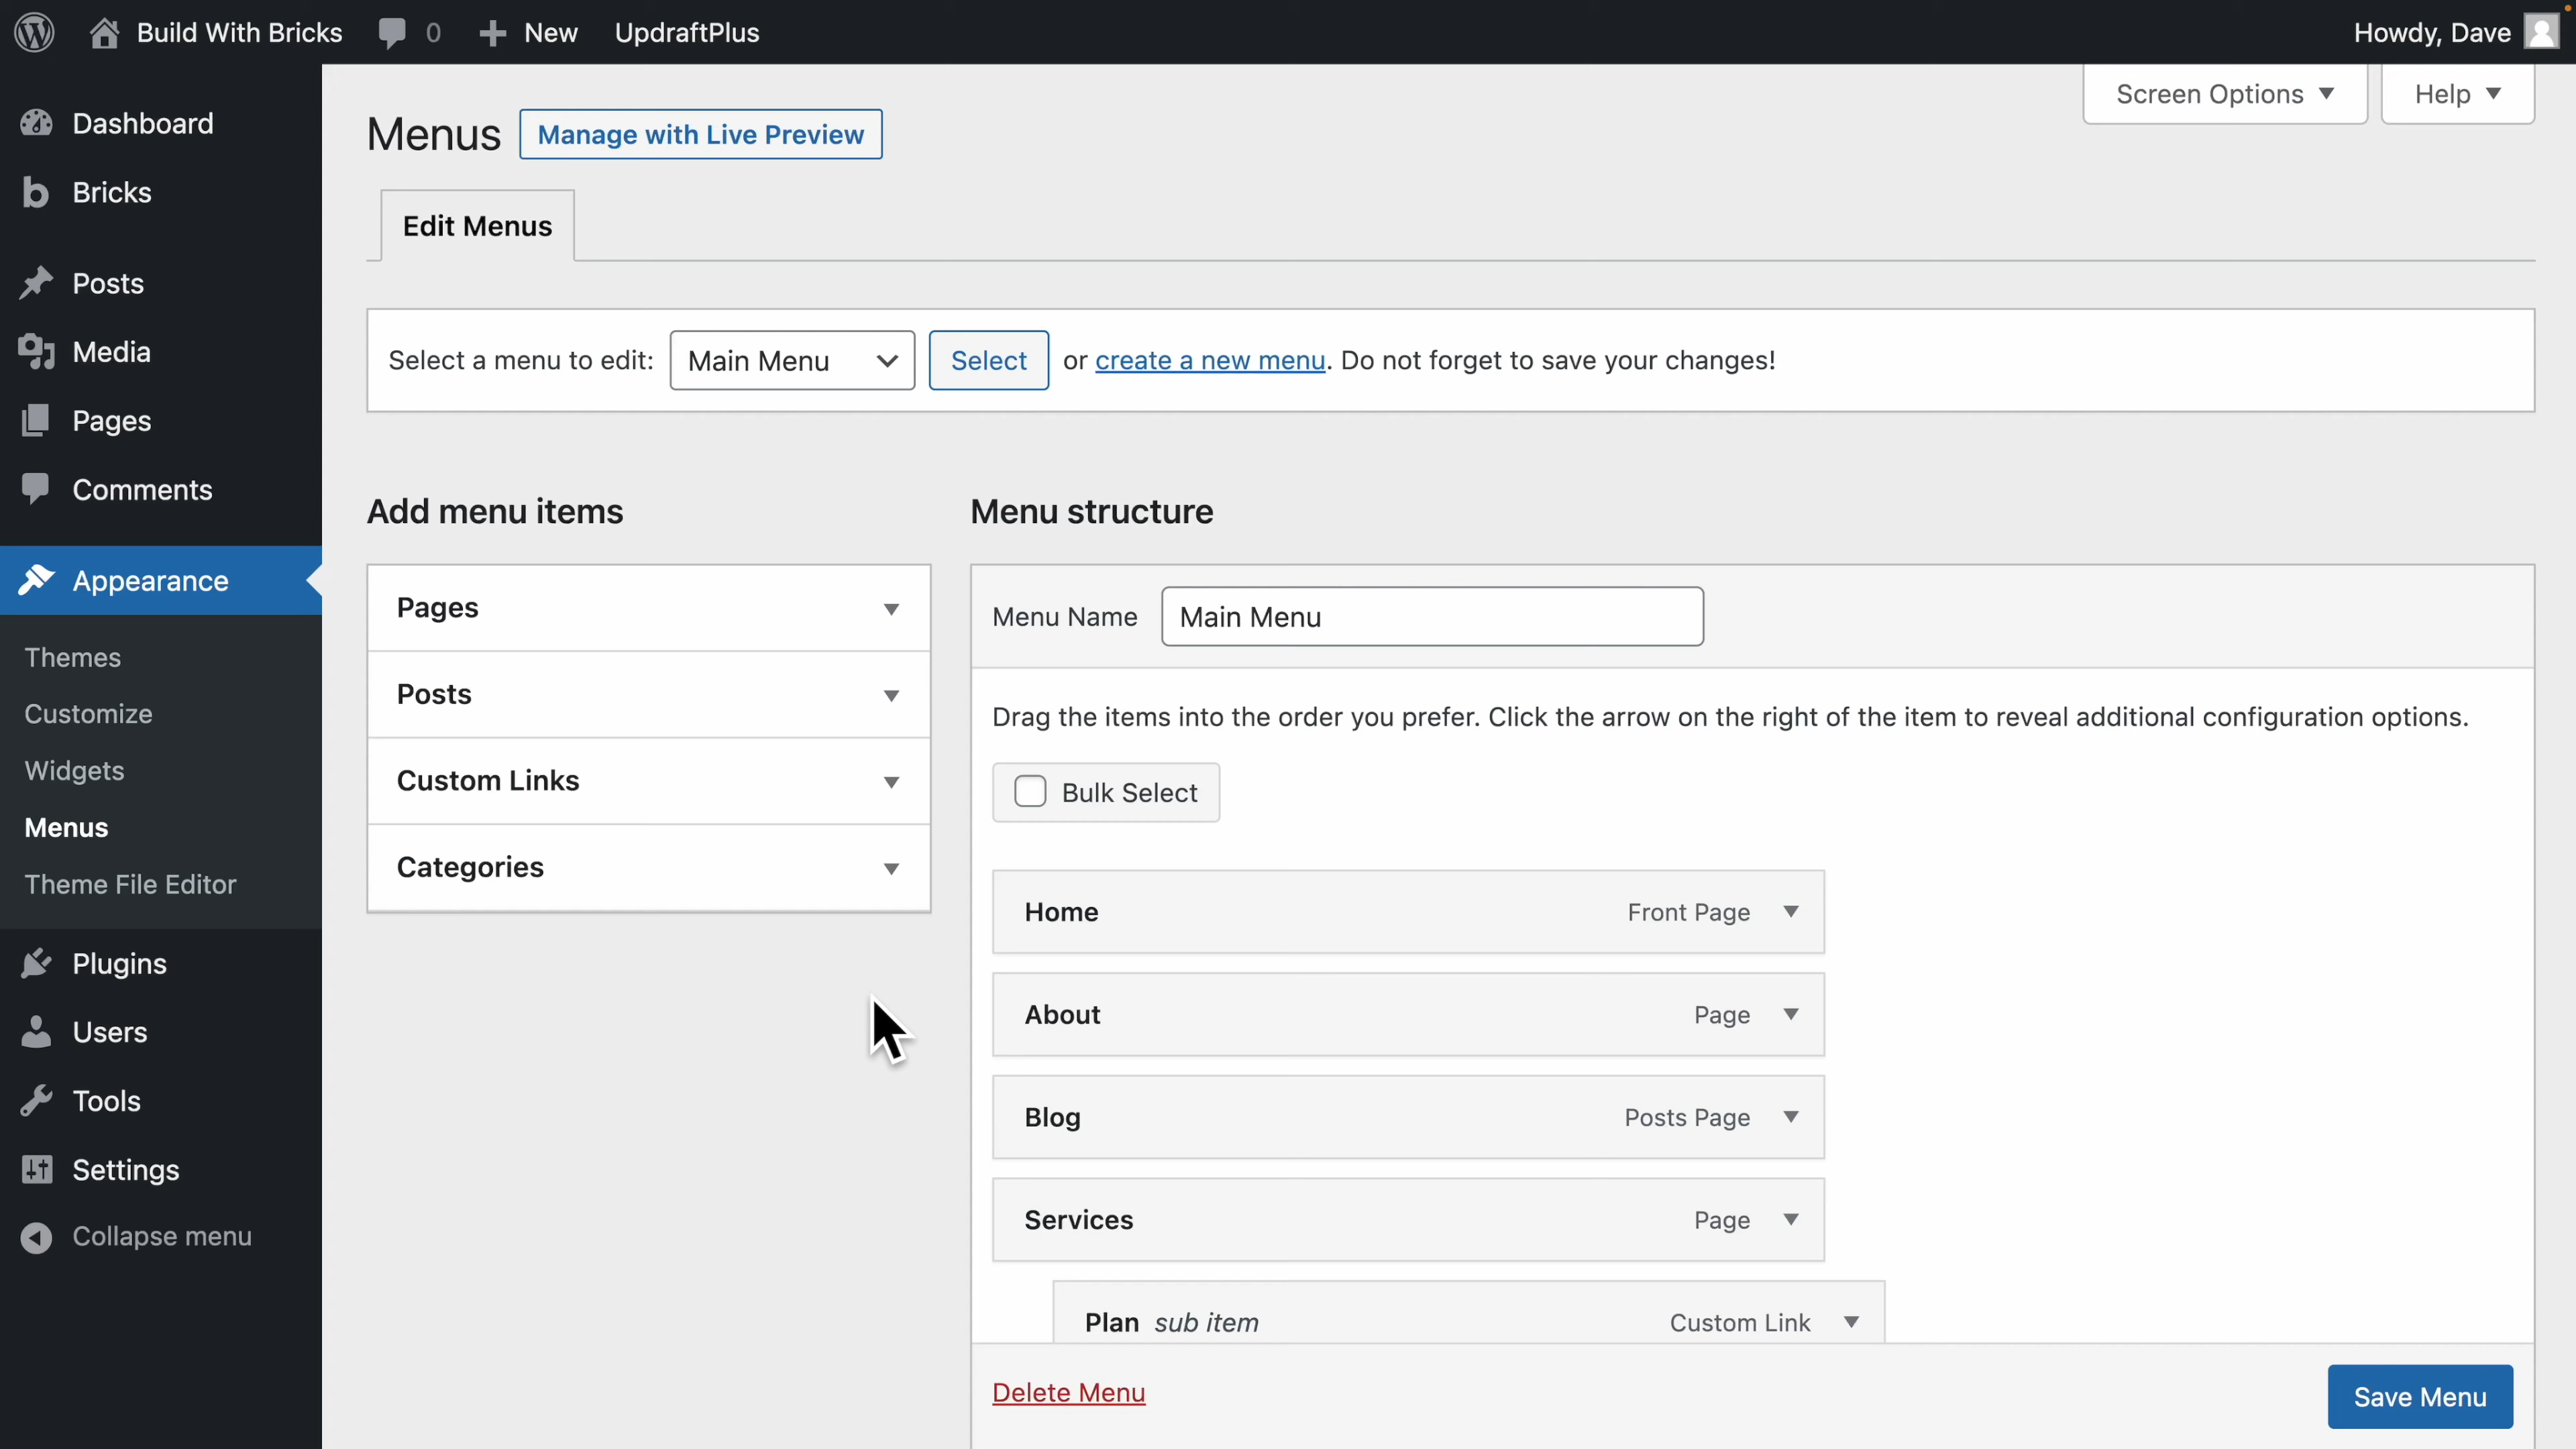 Build With Bricks 0 New UpdraftPlus Howdy, Dave
Screen Options Help
Dashboard
Bricks
Posts
Media
Pages
Comments
Appearance
Themes
Customize
Widgets
Menus
Theme File Editor
Plugins
Users
Tools
Settings
Collapse menu
Menus Manage with Live Preview
Edit Menus
Select a menu to edit: Main Menu Select or create a new menu. Do not forget to save your changes!
Add menu items
Pages
Posts
Custom Links
Categories
Menu structure
Menu Name Main Menu
Drag the items into the order you prefer. Click the arrow on the right of the item to reveal additional configuration options.
Bulk Select
Home Front Page
About Page
Blog Posts Page
Services Page
Plan sub item Custom Link
Delete Menu Save Menu